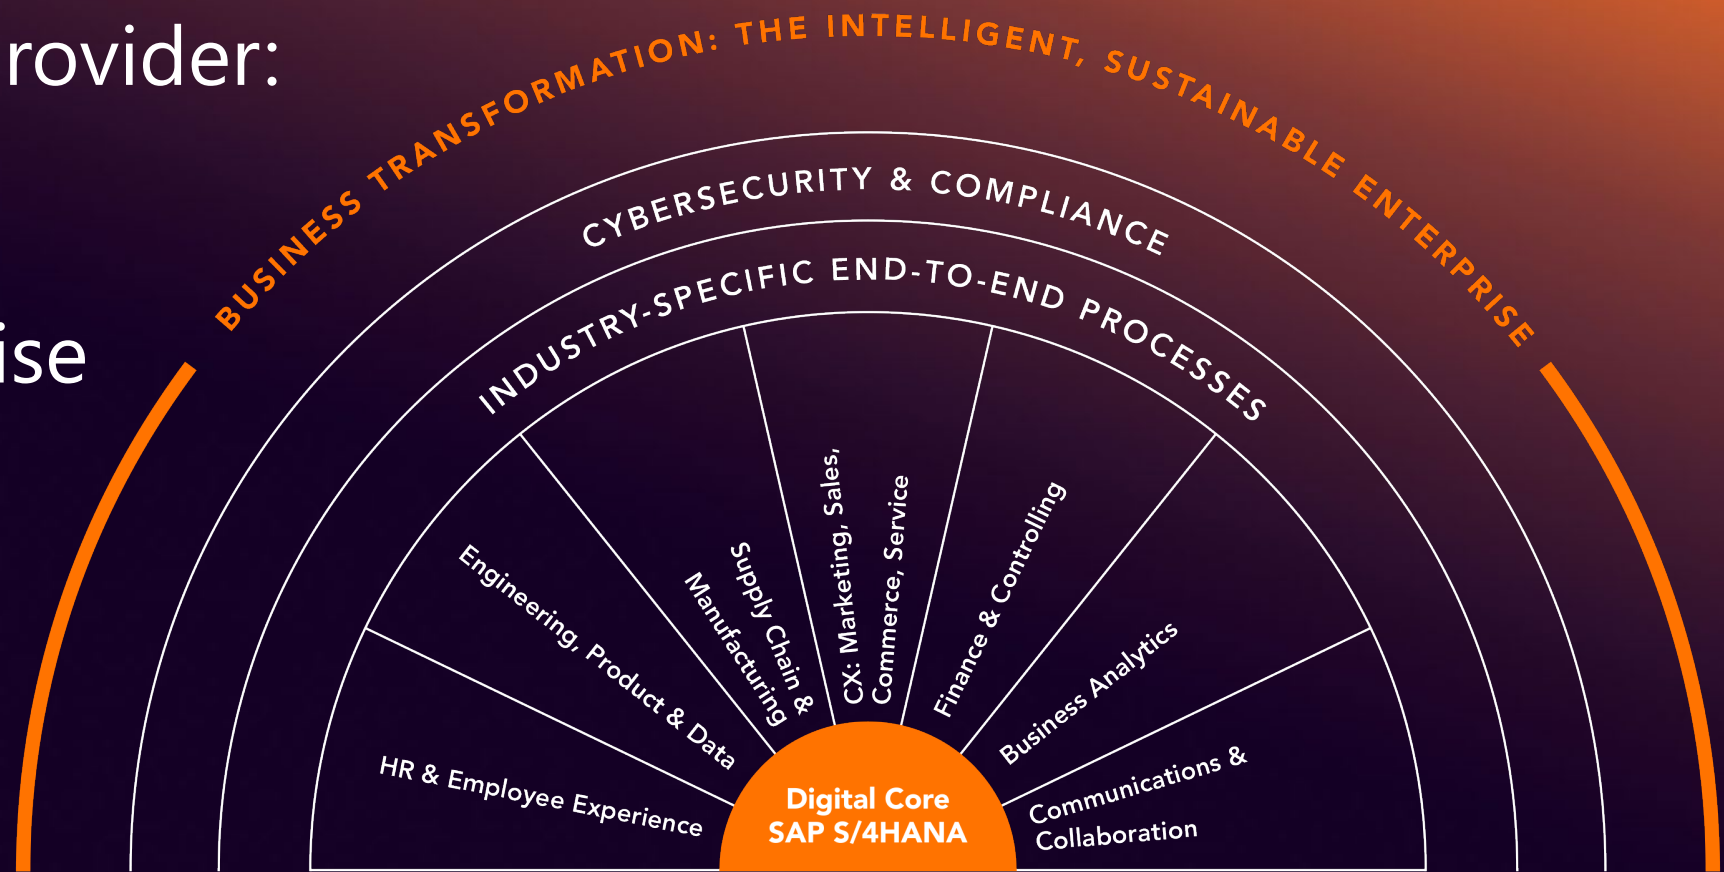 rovider:
ise
BUSINESS TRANSFORMATION: THE INTELLIGENT, SUSTAINABLE ENTERPRISE
CYBERSECURITY & COMPLIANCE
INDUSTRY-SPECIFIC END-TO-END PROCESSES
HR & Employee Experience
Engineering, Product & Data
Supply Chain &
Manufacturing
CX: Marketing, Sales,
Commerce, Service
Finance & Controlling
Business Analytics
Communications &
Collaboration
Digital Core
SAP S/4HANA